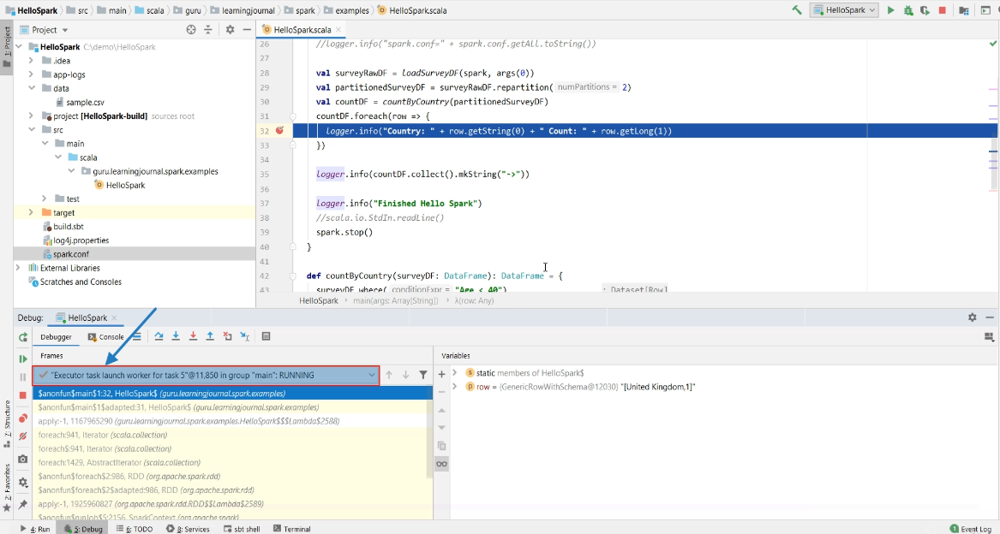 HelloSpark › src › main › scala › guru › learningjournal › spark › examples › HelloSpark.scala
HelloSpark
1: Project
Project
HelloSpark.scala
HelloSpark C:\demo\HelloSpark
.idea
app-logs
data
sample.csv
project [HelloSpark-build] sources root
src
main
scala
guru.learningjournal.spark.examples
HelloSpark
test
target
build.sbt
log4j.properties
spark.conf
External Libraries
Scratches and Consoles
26 //logger.info("spark.conf=" + spark.conf.getAll.toString())
27
28 val surveyRawDF = loadSurveyDF(spark, args(0))
29 val partitionedSurveyDF = surveyRawDF.repartition( numPartitions = 2)
30 val countDF = countByCountry(partitionedSurveyDF)
31 countDF.foreach(row => {
32 logger.info("Country: " + row.getString(0) + " Count: " + row.getLong(1))
33 })
34
35 logger.info(countDF.collect().mkString("->"))
36
37 logger.info("Finished Hello Spark")
38 //scala.io.StdIn.readLine()
39 spark.stop()
40 }
41
42 def countByCountry(surveyDF: DataFrame): DataFrame = {
43 surveyDF.where( conditionExpr = "Age < 40") : Dataset[Row]
HelloSpark › main(args: Array[String]) › λ(row: Any)
Debug: HelloSpark
Debugger Console
Frames
Variables
"Executor task launch worker for task 5"@11,850 in group "main": RUNNING
$anonfun$main$1:32, HelloSpark$ (guru.learningjournal.spark.examples)
$anonfun$main$1$adapted:31, HelloSpark$ (guru.learningjournal.spark.examples)
apply:-1, 1167965290 (guru.learningjournal.spark.examples.HelloSpark$$$Lambda$2588)
foreach:941, Iterator (scala.collection)
foreach$:941, Iterator (scala.collection)
foreach:1429, AbstractIterator (scala.collection)
$anonfun$foreach$2:986, RDD (org.apache.spark.rdd)
$anonfun$foreach$2$adapted:986, RDD (org.apache.spark.rdd)
apply:-1, 1925960827 (org.apache.spark.rdd.RDD$$Lambda$2589)
$anonfun$runJob$5:2156, SparkContext (org.apache.spark)
static members of HelloSpark$
row = {GenericRowWithSchema@12030} "[United Kingdom,1]"
7: Structure
2: Favorites
4: Run 5: Debug 6: TODO 8: Services sbt shell Terminal
1 Event Log